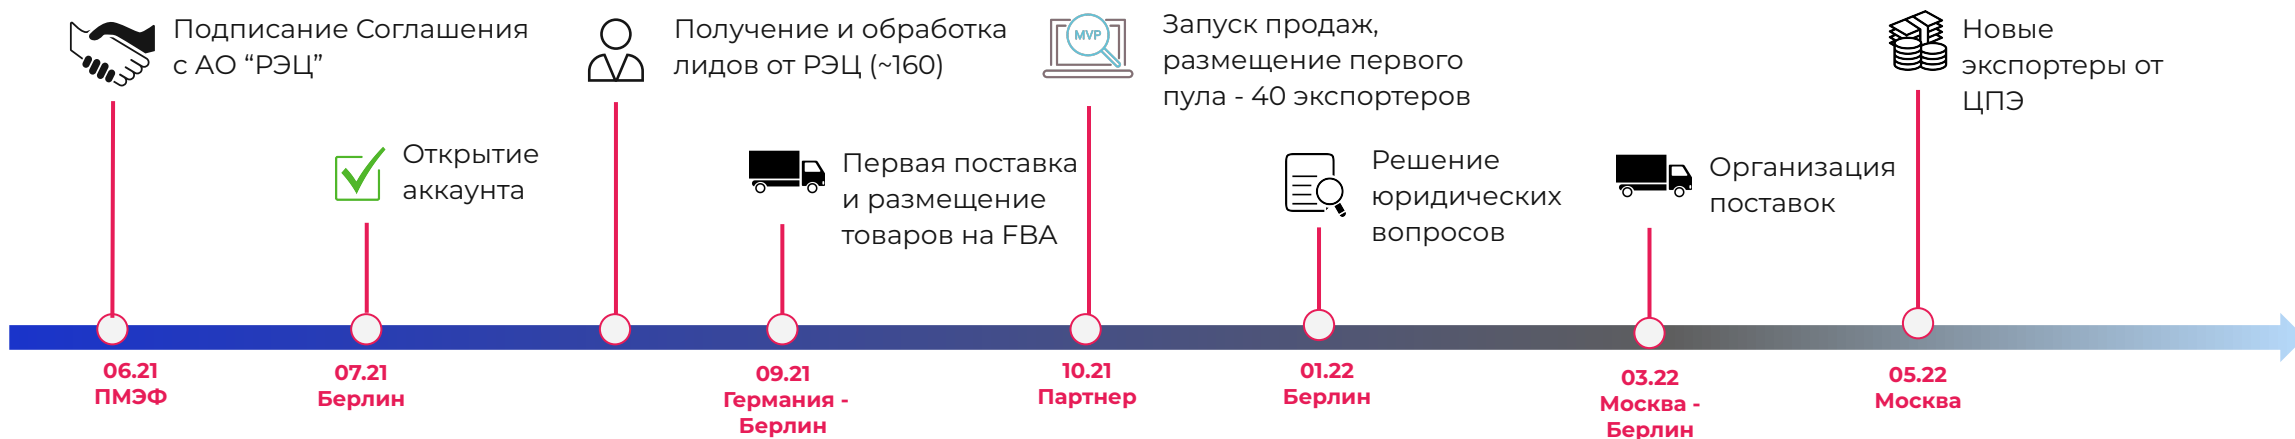 Подписание Соглашения
с АО “РЭЦ”
Открытие
аккаунта
Получение и обработка
лидов от РЭЦ (~160)
Первая поставка
и размещение
товаров на FBA
MVP
Запуск продаж,
размещение первого
пула - 40 экспортеров
Решение
юридических
вопросов
Организация
поставок
Новые
экспортеры от
ЦПЭ
06.21
ПМЭФ
07.21
Берлин
09.21
Германия -
Берлин
10.21
Партнер
01.22
Берлин
03.22
Москва -
Берлин
05.22
Москва